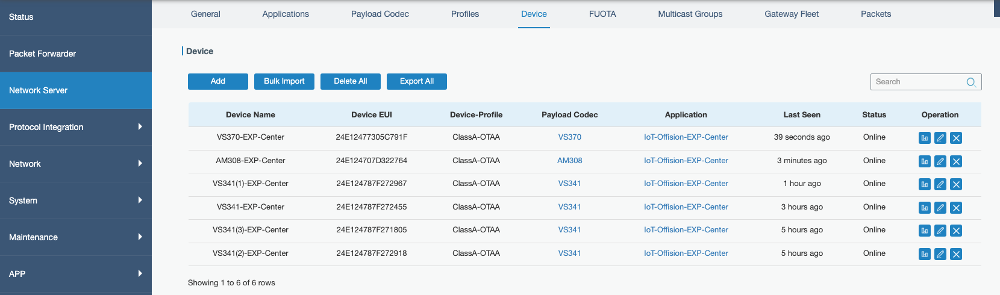 Status
Packet Forwarder
Network Server
Protocol Integration
Network
System
Maintenance
APP
General Applications Payload Codec Profiles Device FUOTA Multicast Groups Gateway Fleet Packets
Device
Add Bulk Import Delete All Export All Search
Device Name Device EUI Device-Profile Payload Codec Application Last Seen Status Operation
VS370-EXP-Center 24E12477305C791F ClassA-OTAA VS370 IoT-Offision-EXP-Center 39 seconds ago Online
AM308-EXP-Center 24E124707D322764 ClassA-OTAA AM308 IoT-Offision-EXP-Center 3 minutes ago Online
VS341(1)-EXP-Center 24E124787F272967 ClassA-OTAA VS341 IoT-Offision-EXP-Center 1 hour ago Online
VS341-EXP-Center 24E124787F272455 ClassA-OTAA VS341 IoT-Offision-EXP-Center 3 hours ago Online
VS341(3)-EXP-Center 24E124787F271805 ClassA-OTAA VS341 IoT-Offision-EXP-Center 5 hours ago Online
VS341(2)-EXP-Center 24E124787F272918 ClassA-OTAA VS341 IoT-Offision-EXP-Center 5 hours ago Online
Showing 1 to 6 of 6 rows